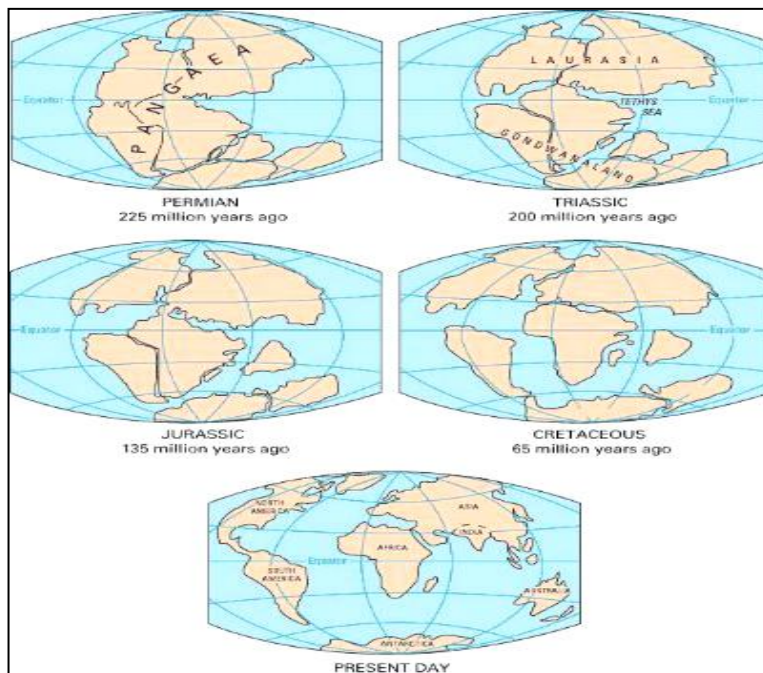 PANGAEA
Equator
PERMIAN
225 million years ago
LAURASIA
TETHYS
SEA
Equator
GONDWANALAND
TRIASSIC
200 million years ago
Equator
JURASSIC
135 million years ago
Equator
CRETACEOUS
65 million years ago
NORTH
AMERICA
ASIA
INDIA
AFRICA
Equator
SOUTH
AMERICA
AUSTRALIA
ANTARCTICA
PRESENT DAY